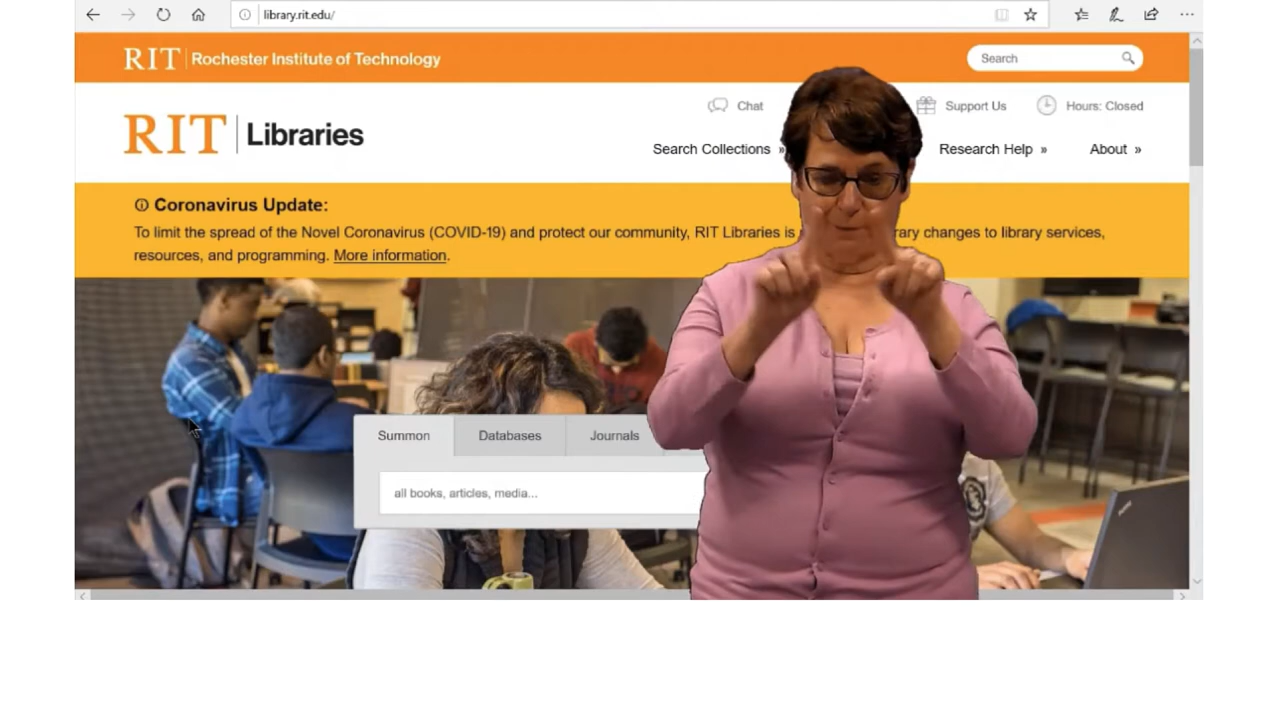 library.rit.edu/
RIT Rochester Institute of Technology
Search
Chat
Support Us
Hours: Closed
RIT Libraries
Search Collections »
Research Help »
About »
Coronavirus Update:
To limit the spread of the Novel Coronavirus (COVID-19) and protect our community, RIT Libraries is changes to library services,
resources, and programming. More information.
Summon
Databases
Journals
all books, articles, media...